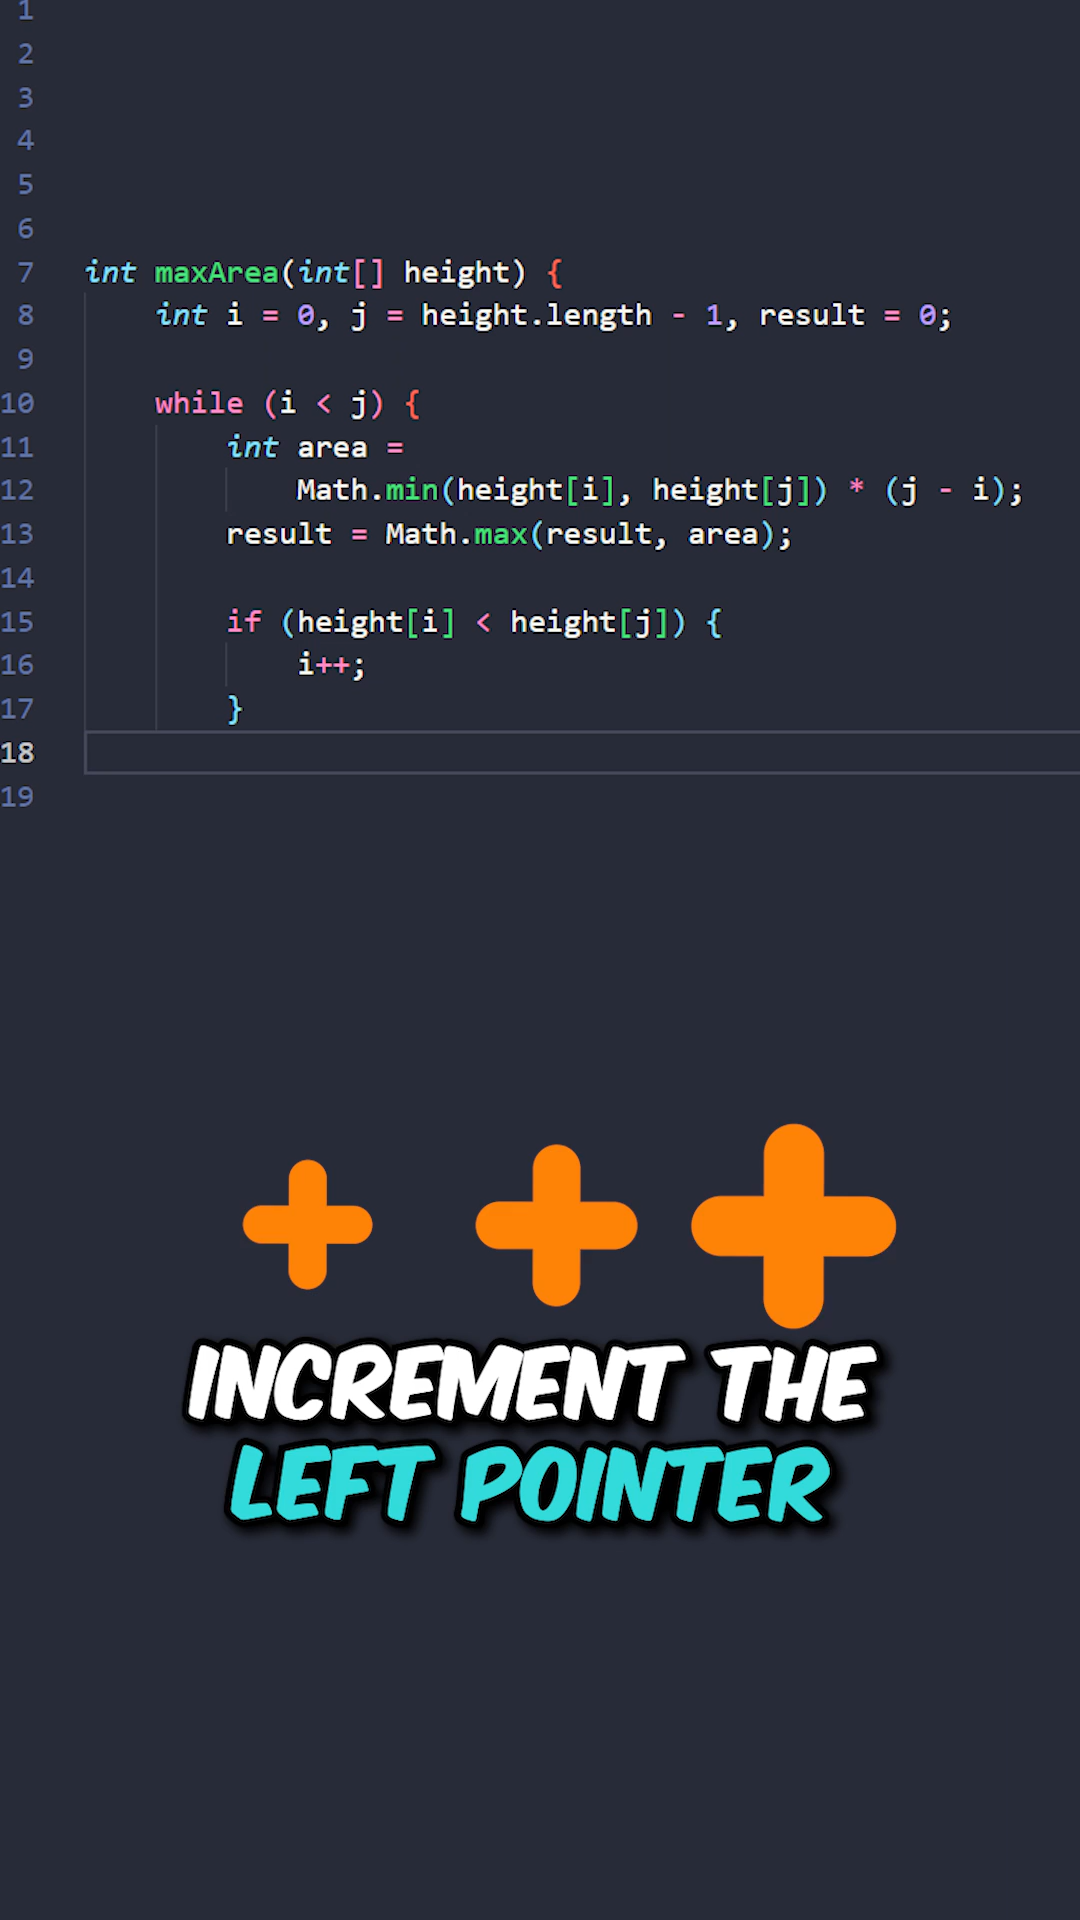 1
2
3
4
5
6
7 int maxArea(int[] height) {
8 int i = 0, j = height.length - 1, result = 0;
9
10 while (i < j) {
11 int area =
12 Math.min(height[i], height[j]) * (j - i);
13 result = Math.max(result, area);
14
15 if (height[i] < height[j]) {
16 i++;
17 }
18
19
INCREMENT THE
LEFT POINTER